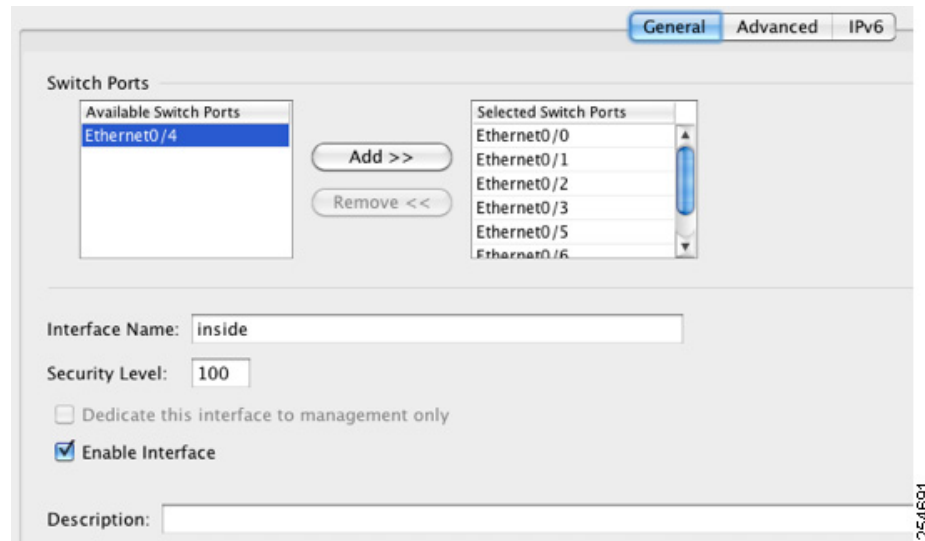 General Advanced IPv6
Switch Ports
Available Switch Ports
Ethernet0/4
Add >>
Remove <<
Selected Switch Ports
Ethernet0/0
Ethernet0/1
Ethernet0/2
Ethernet0/3
Ethernet0/5
Ethernet0/6
Interface Name: inside
Security Level: 100
Dedicate this interface to management only
Enable Interface
Description:
254691